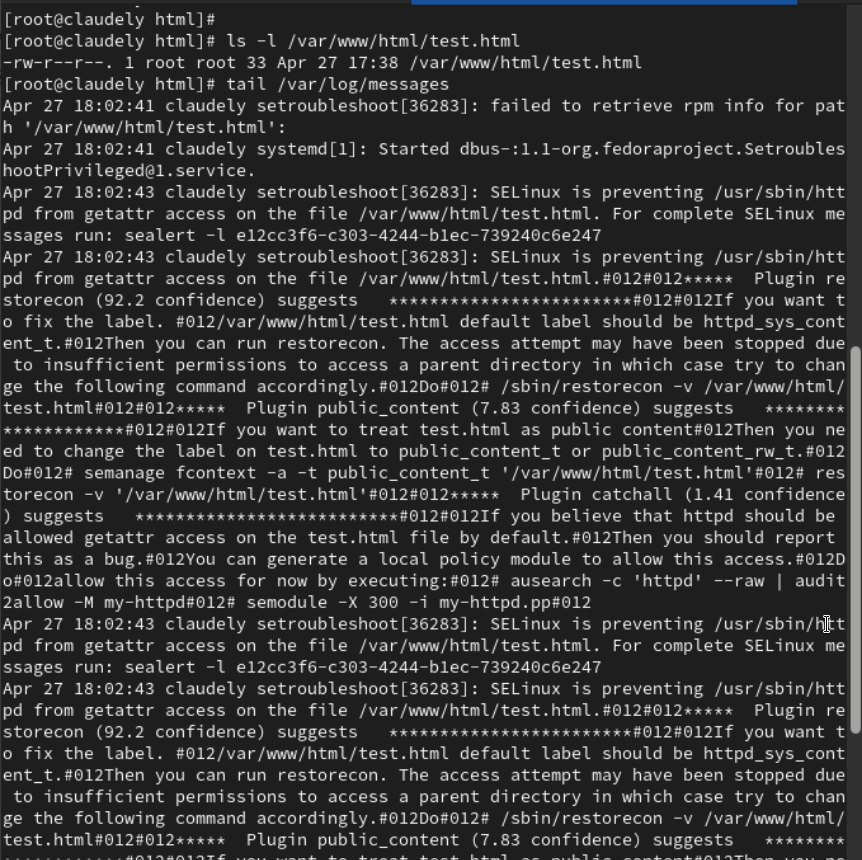 [root@claudely html]#
[root@claudely html]# ls -l /var/www/html/test.html
-rw-r--r--. 1 root root 33 Apr 27 17:38 /var/www/html/test.html
[root@claudely html]# tail /var/log/messages
Apr 27 18:02:41 claudely setroubleshoot[36283]: failed to retrieve rpm info for pat
h '/var/www/html/test.html':
Apr 27 18:02:41 claudely systemd[1]: Started dbus-:1.1-org.fedoraproject.Setroubles
hootPrivileged@1.service.
Apr 27 18:02:43 claudely setroubleshoot[36283]: SELinux is preventing /usr/sbin/htt
pd from getattr access on the file /var/www/html/test.html. For complete SELinux me
ssages run: sealert -l e12cc3f6-c303-4244-b1ec-739240c6e247
Apr 27 18:02:43 claudely setroubleshoot[36283]: SELinux is preventing /usr/sbin/htt
pd from getattr access on the file /var/www/html/test.html.#012#012*****  Plugin re
storecon (92.2 confidence) suggests   ************************#012#012If you want t
o fix the label. #012/var/www/html/test.html default label should be httpd_sys_cont
ent_t.#012Then you can run restorecon. The access attempt may have been stopped due
 to insufficient permissions to access a parent directory in which case try to chan
ge the following command accordingly.#012Do#012# /sbin/restorecon -v /var/www/html/
test.html#012#012*****  Plugin public_content (7.83 confidence) suggests   ********
************#012#012If you want to treat test.html as public content#012Then you ne
ed to change the label on test.html to public_content_t or public_content_rw_t.#012
Do#012# semanage fcontext -a -t public_content_t '/var/www/html/test.html'#012# res
torecon -v '/var/www/html/test.html'#012#012*****  Plugin catchall (1.41 confidence
) suggests   **************************#012#012If you believe that httpd should be 
allowed getattr access on the test.html file by default.#012Then you should report 
this as a bug.#012You can generate a local policy module to allow this access.#012D
o#012allow this access for now by executing:#012# ausearch -c 'httpd' --raw | audit
2allow -M my-httpd#012# semodule -X 300 -i my-httpd.pp#012
Apr 27 18:02:43 claudely setroubleshoot[36283]: SELinux is preventing /usr/sbin/htt
pd from getattr access on the file /var/www/html/test.html. For complete SELinux me
ssages run: sealert -l e12cc3f6-c303-4244-b1ec-739240c6e247
Apr 27 18:02:43 claudely setroubleshoot[36283]: SELinux is preventing /usr/sbin/htt
pd from getattr access on the file /var/www/html/test.html.#012#012*****  Plugin re
storecon (92.2 confidence) suggests   ************************#012#012If you want t
o fix the label. #012/var/www/html/test.html default label should be httpd_sys_cont
ent_t.#012Then you can run restorecon. The access attempt may have been stopped due
 to insufficient permissions to access a parent directory in which case try to chan
ge the following command accordingly.#012Do#012# /sbin/restorecon -v /var/www/html/
test.html#012#012*****  Plugin public_content (7.83 confidence) suggests   ********